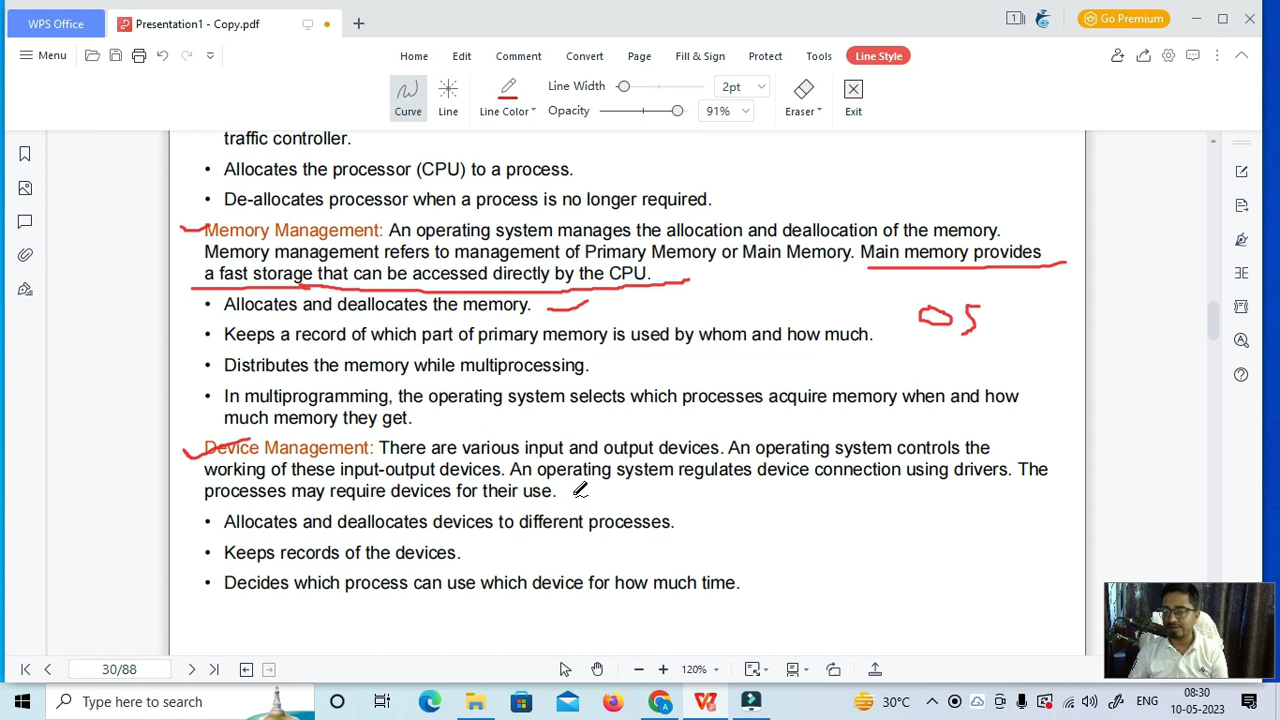 WPS Office
Presentation1 - Copy.pdf
1
Go Premium
Menu
Home Edit Comment Convert Page Fill & Sign Protect Tools Line Style
Curve
Line
Line Color
Line Width
2pt
Opacity
91%
Eraser
Exit
traffic controller.
• Allocates the processor (CPU) to a process.
• De-allocates processor when a process is no longer required.
Memory Management: An operating system manages the allocation and deallocation of the memory.
Memory management refers to management of Primary Memory or Main Memory. Main memory provides
a fast storage that can be accessed directly by the CPU.
• Allocates and deallocates the memory.
• Keeps a record of which part of primary memory is used by whom and how much.
• Distributes the memory while multiprocessing.
• In multiprogramming, the operating system selects which processes acquire memory when and how
much memory they get.
Device Management: There are various input and output devices. An operating system controls the
working of these input-output devices. An operating system regulates device connection using drivers. The
processes may require devices for their use.
• Allocates and deallocates devices to different processes.
• Keeps records of the devices.
• Decides which process can use which device for how much time.
30/88
120%
Type here to search
30°C
ENG
08:30
10-05-2023